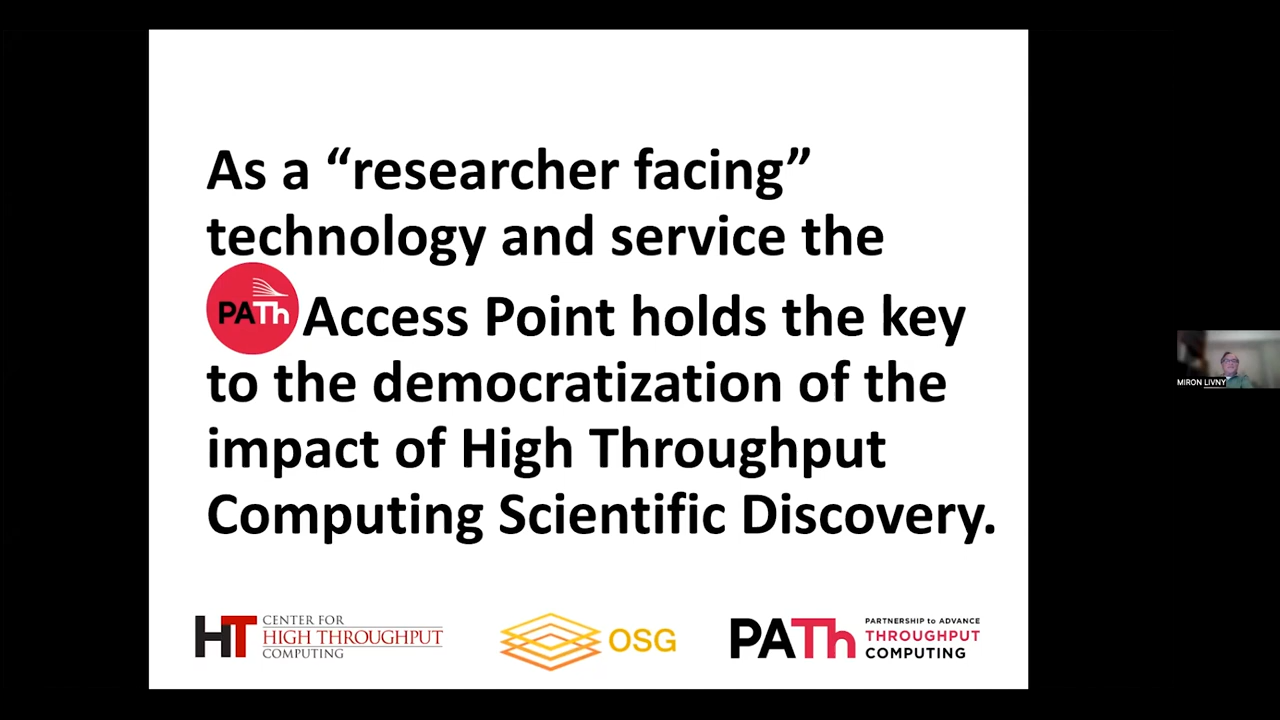 As a “researcher facing”
technology and service the
PATh Access Point holds the key
to the democratization of the
impact of High Throughput
Computing Scientific Discovery.
MIRON LIVNY
HT CENTER FOR
HIGH THROUGHPUT
COMPUTING
OSG
PATh PARTNERSHIP to ADVANCE
THROUGHPUT
COMPUTING